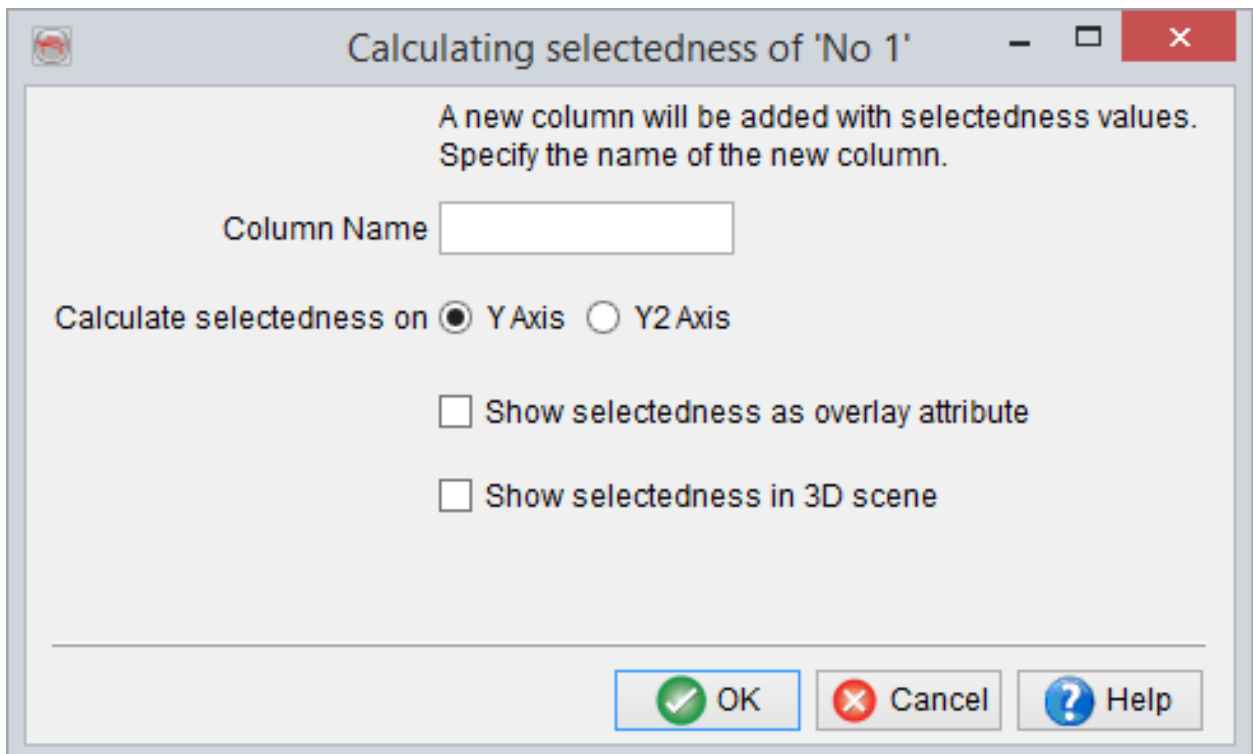 Calculating selectedness of 'No 1'
A new column will be added with selectedness values.
Specify the name of the new column.
Column Name
Calculate selectedness on Y Axis Y2 Axis
Show selectedness as overlay attribute
Show selectedness in 3D scene
OK Cancel Help